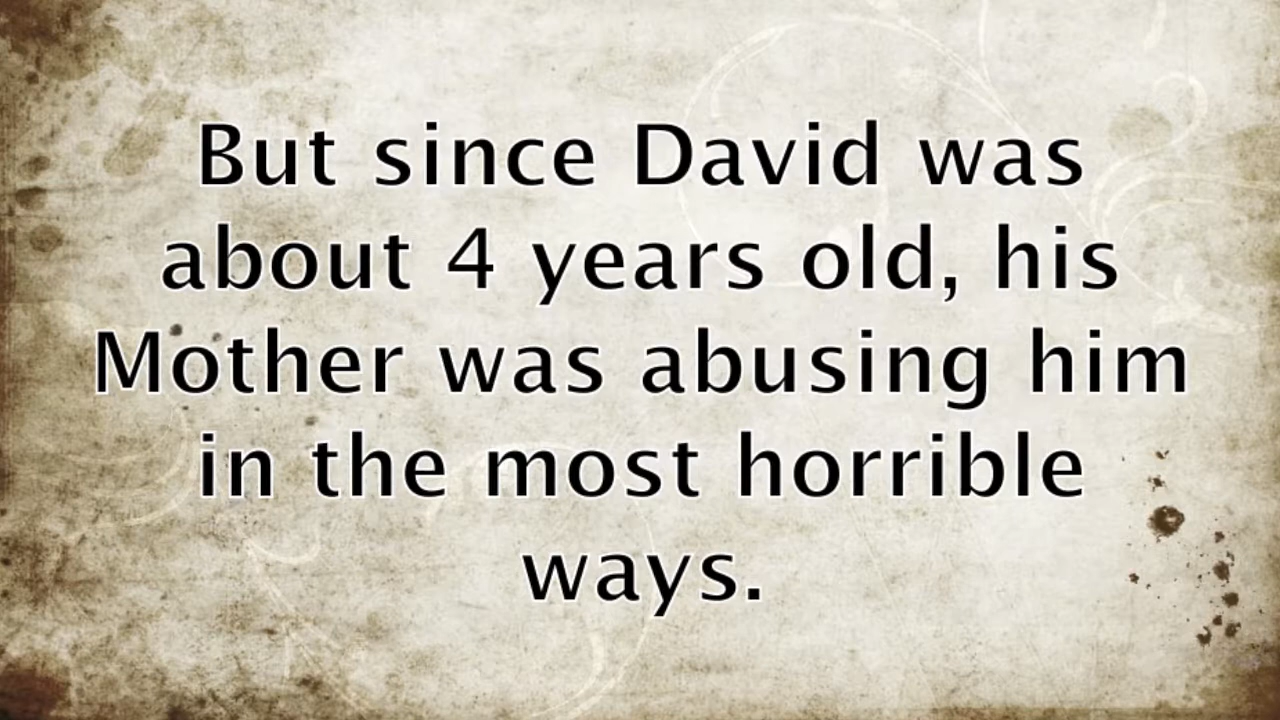 But since David was
about 4 years old, his
Mother was abusing him
in the most horrible
ways.